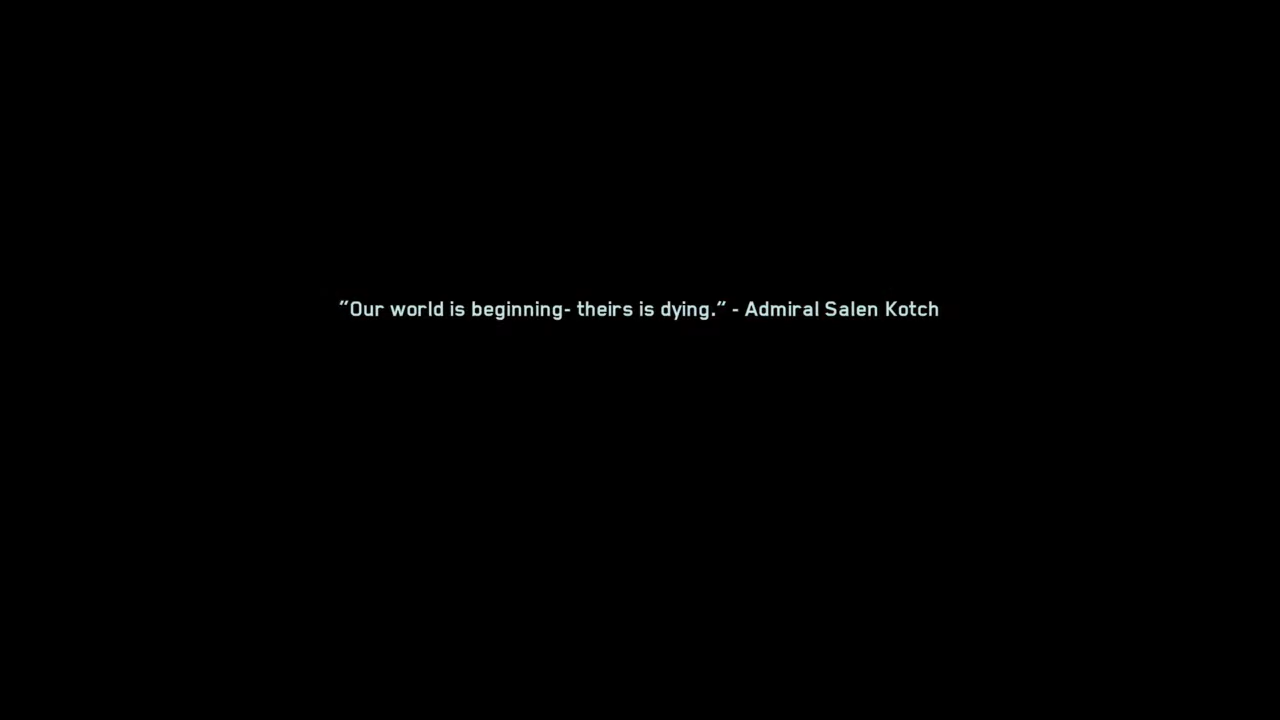 “Our world is beginning- theirs is dying.” - Admiral Salen Kotch